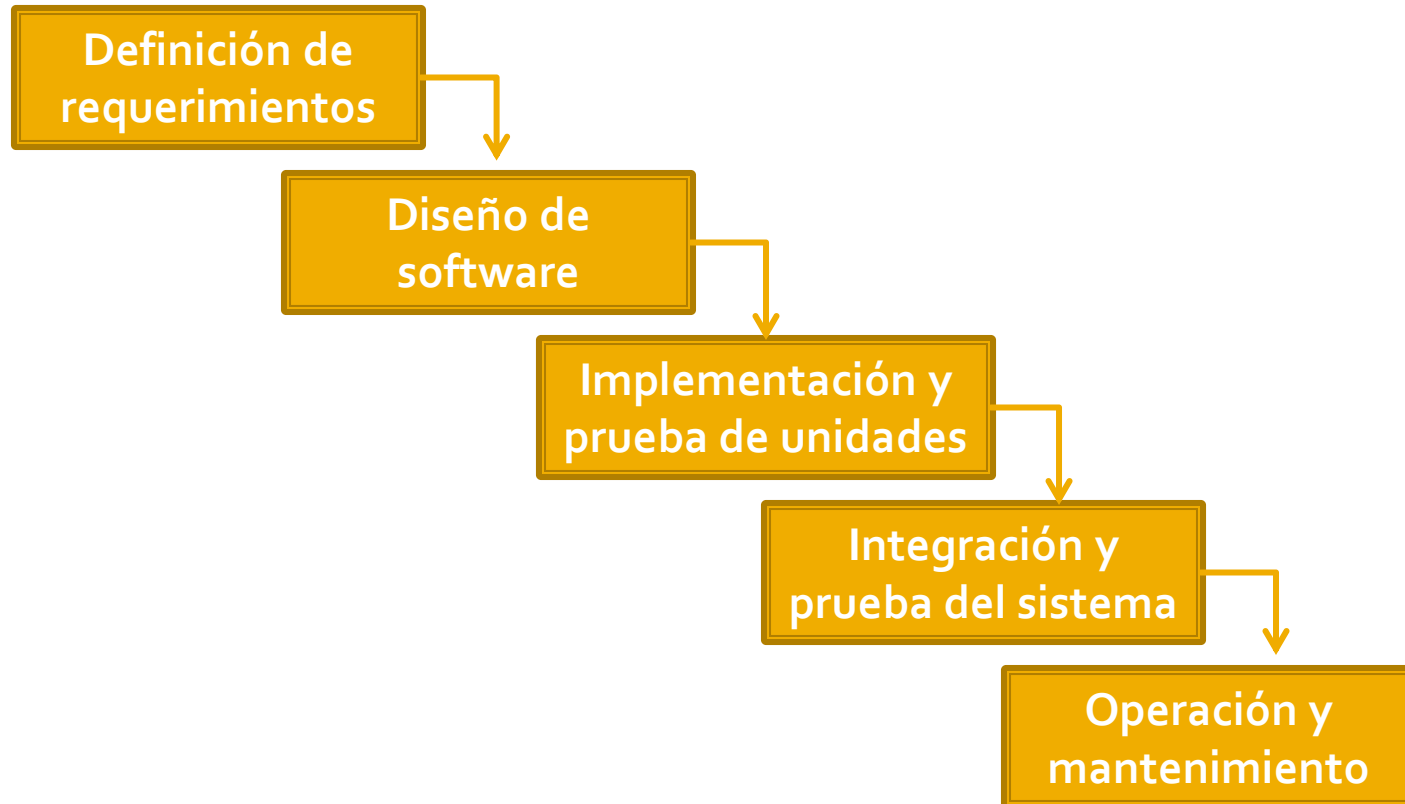 Definición de
requerimientos
Diseño de
software
Implementación y
prueba de unidades
Integración y
prueba del sistema
Operación y
mantenimiento